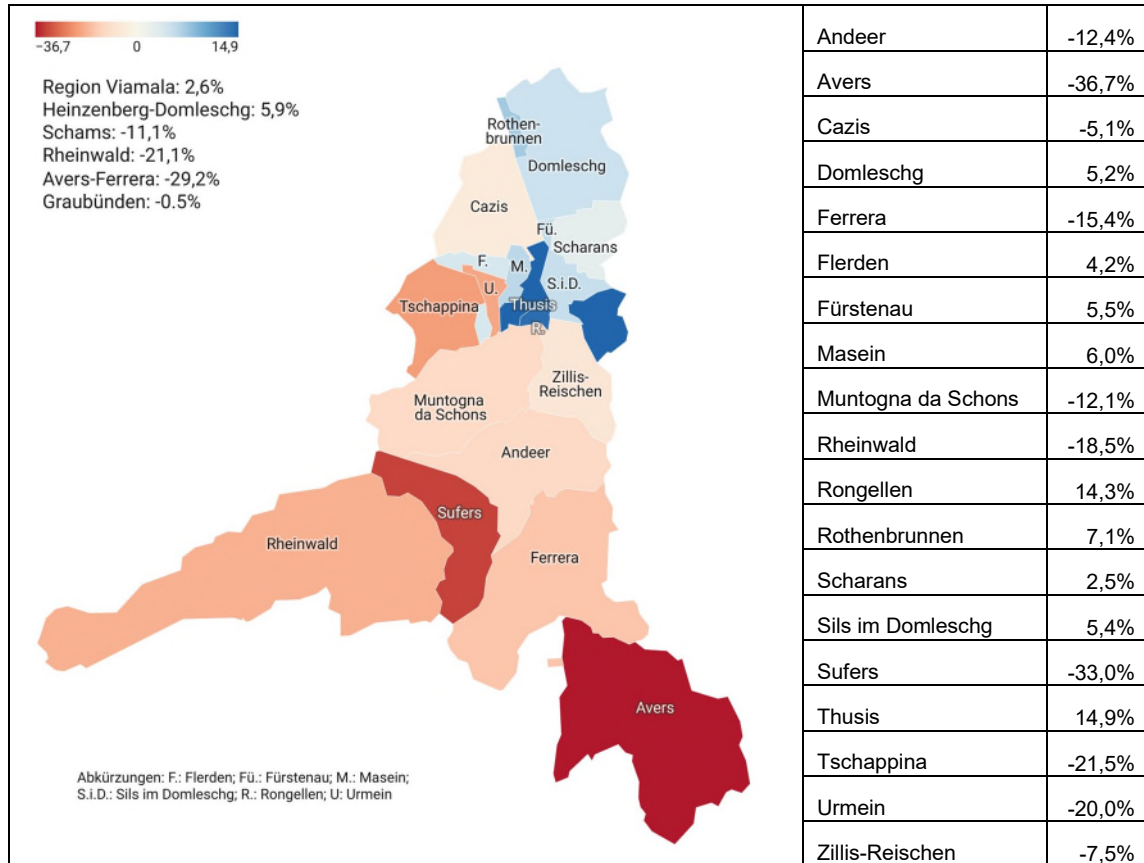 −36,7 0 14,9
Region Viamala: 2,6%
Heinzenberg-Domleschg: 5,9%
Schams: -11,1%
Rheinwald: -21,1%
Avers-Ferrera: -29,2%
Graubünden: -0.5%
Rothen-
brunnen
Domleschg
Cazis
Fü.
Scharans
F.
M.
U.
S.i.D.
Tschappina
Thusis
R.
Zillis-
Reischen
Muntogna
da Schons
Andeer
Sufers
Rheinwald
Ferrera
Avers
Abkürzungen: F.: Flerden; Fü.: Fürstenau; M.: Masein;
S.i.D.: Sils im Domleschg; R.: Rongellen; U: Urmein
Andeer -12,4%
Avers -36,7%
Cazis -5,1%
Domleschg 5,2%
Ferrera -15,4%
Flerden 4,2%
Fürstenau 5,5%
Masein 6,0%
Muntogna da Schons -12,1%
Rheinwald -18,5%
Rongellen 14,3%
Rothenbrunnen 7,1%
Scharans 2,5%
Sils im Domleschg 5,4%
Sufers -33,0%
Thusis 14,9%
Tschappina -21,5%
Urmein -20,0%
Zillis-Reischen -7,5%